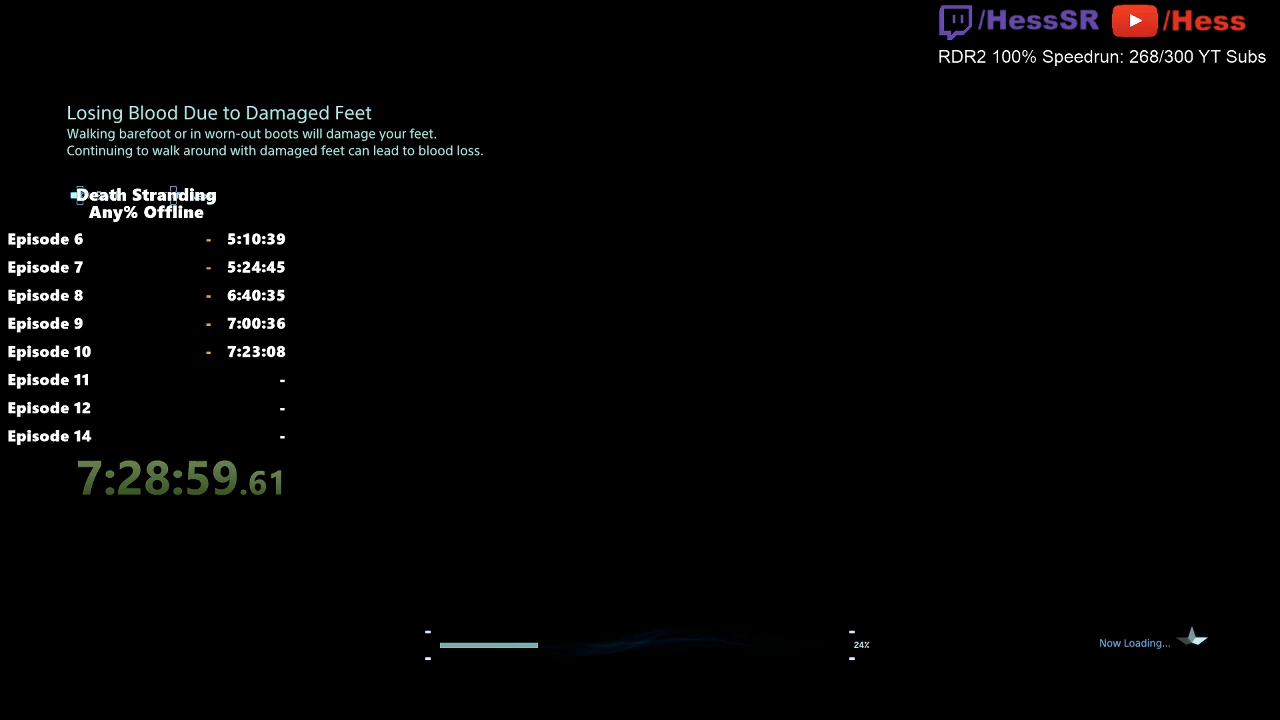 /HessSR /Hess
RDR2 100% Speedrun: 268/300 YT Subs
Losing Blood Due to Damaged Feet
Walking barefoot or in worn-out boots will damage your feet.
Continuing to walk around with damaged feet can lead to blood loss.
Death Stranding
Any% Offline
Episode 6 - 5:10:39
Episode 7 - 5:24:45
Episode 8 - 6:40:35
Episode 9 - 7:00:36
Episode 10 - 7:23:08
Episode 11 -
Episode 12 -
Episode 14 -
7:28:59.61
24%
Now Loading...